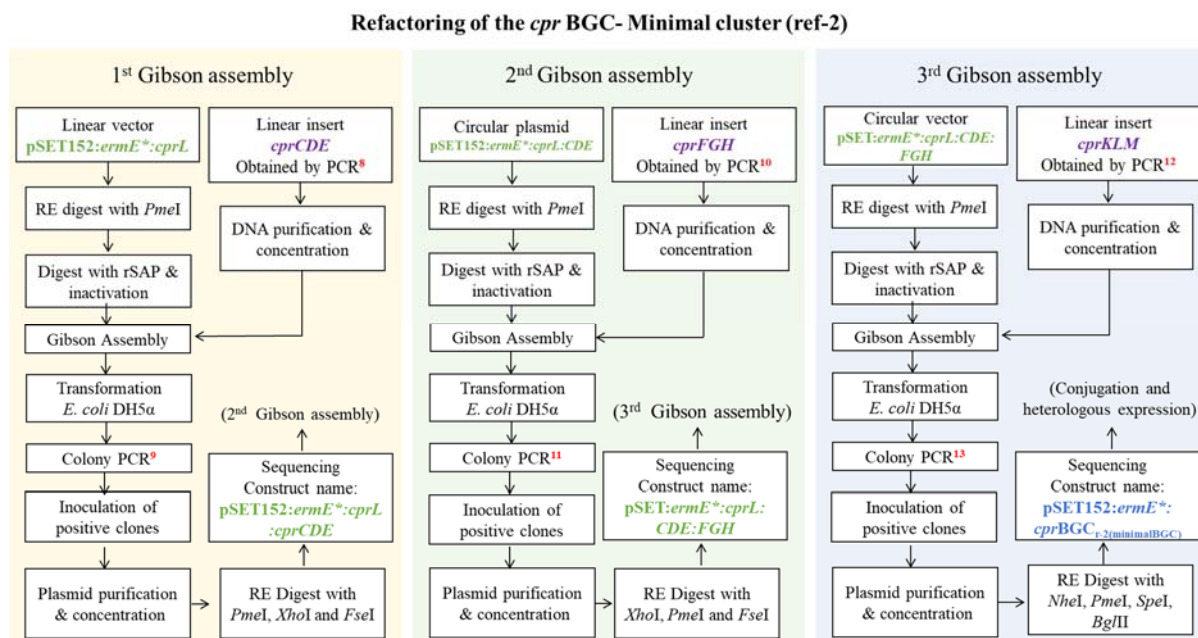 Refactoring of the cpr BGC- Minimal cluster (ref-2)
1st Gibson assembly
Linear vector
pSET152:ermE*:cprL
Linear insert
cprCDE
Obtained by PCR8
RE digest with PmeI
DNA purification &
concentration
Digest with rSAP &
inactivation
Gibson Assembly
Transformation
E. coli DH5α
(2nd Gibson assembly)
Colony PCR9
Sequencing
Construct name:
pSET152:ermE*:cprL
:cprCDE
Inoculation of
positive clones
Plasmid purification
& concentration
RE Digest with
PmeI, XhoI and FseI
2nd Gibson assembly
Circular plasmid
pSET152:ermE*:cprL:CDE
Linear insert
cprFGH
Obtained by PCR10
RE digest with PmeI
DNA purification &
concentration
Digest with rSAP &
inactivation
Gibson Assembly
Transformation
E. coli DH5α
(3rd Gibson assembly)
Colony PCR11
Sequencing
Construct name:
pSET:ermE*:cprL:
CDE:FGH
Inoculation of
positive clones
Plasmid purification
& concentration
RE Digest with
XhoI, PmeI and FseI
3rd Gibson assembly
Circular vector
pSET:ermE*:cprL:CDE:
FGH
Linear insert
cprKLM
Obtained by PCR12
RE digest with PmeI
DNA purification &
concentration
Digest with rSAP &
inactivation
Gibson Assembly
Transformation
E. coli DH5α
(Conjugation and
heterologous expression)
Colony PCR13
Sequencing
Construct name:
pSET152:ermE*:
cprBGCr-2(minimalBGC)
Inoculation of
positive clones
Plasmid purification
& concentration
RE Digest with
NheI, PmeI, SpeI,
BglII